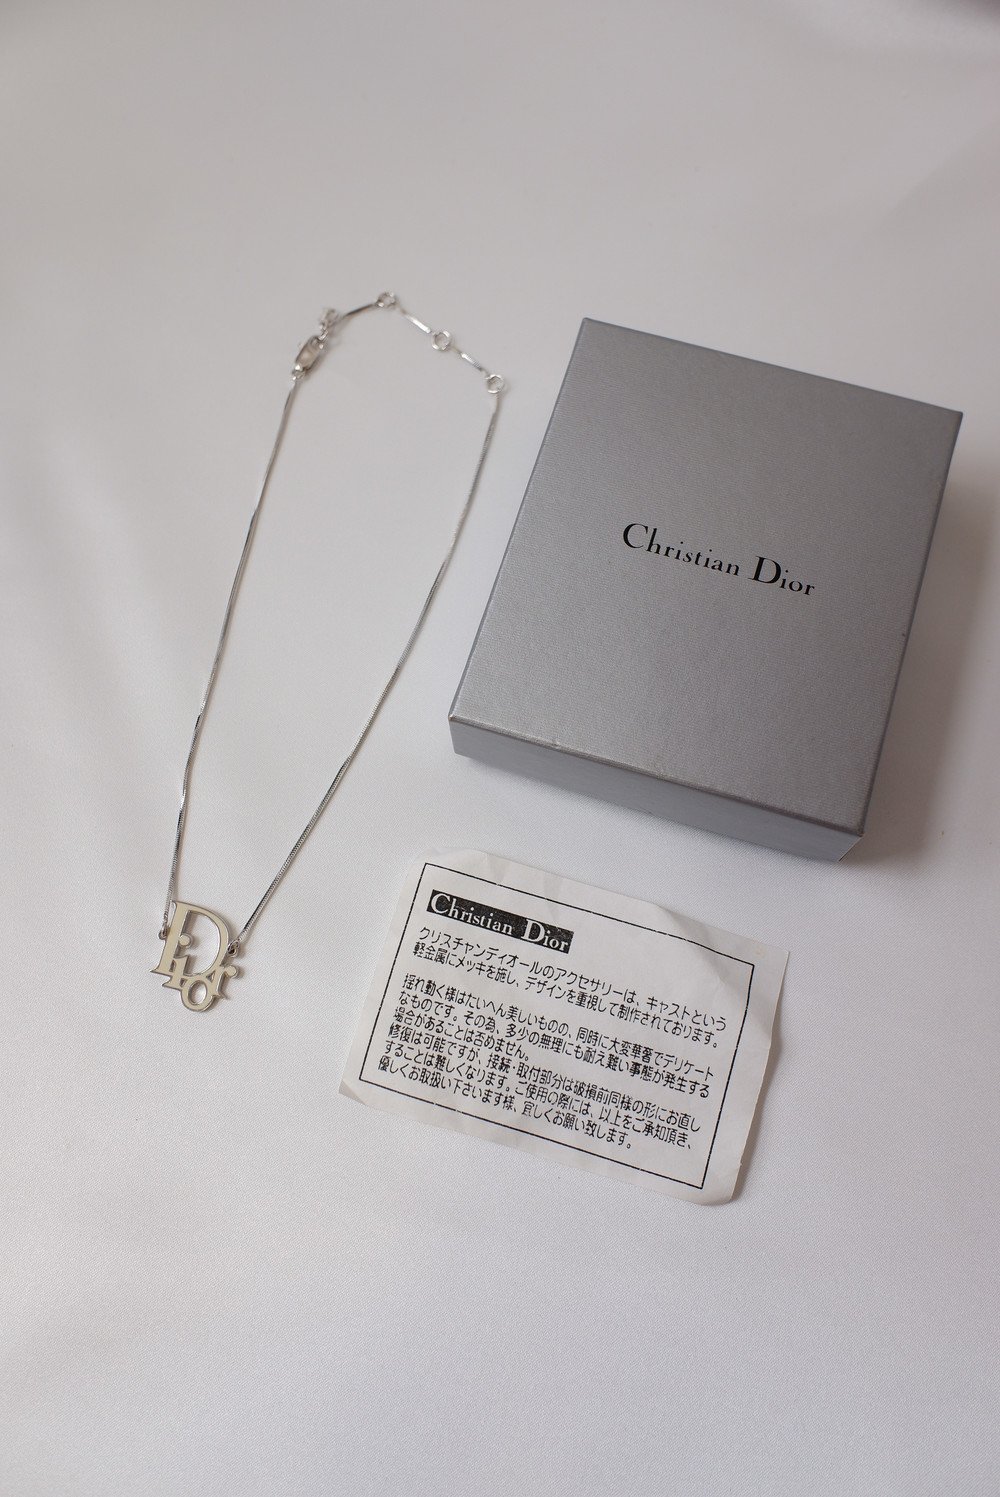 Christian Dior
Dior
Christian Dior
クリスチャンディオールのアクセサリーは、キャストという
軽金属にメッキを施し、デザインを重視して制作されております。
揺れ動く様はたいへん美しいものの、同時に大変華奢でデリケート
なものです。その為、多少の無理にも耐え難い事態が発生する
場合があることは否めません。
修復は可能ですが、接続・取付部分は破損前同様の形にお直し
することは難しくなります。ご使用の際には、以上をご承知頂き、
優しくお取扱い下さいます様、宜しくお願い致します。